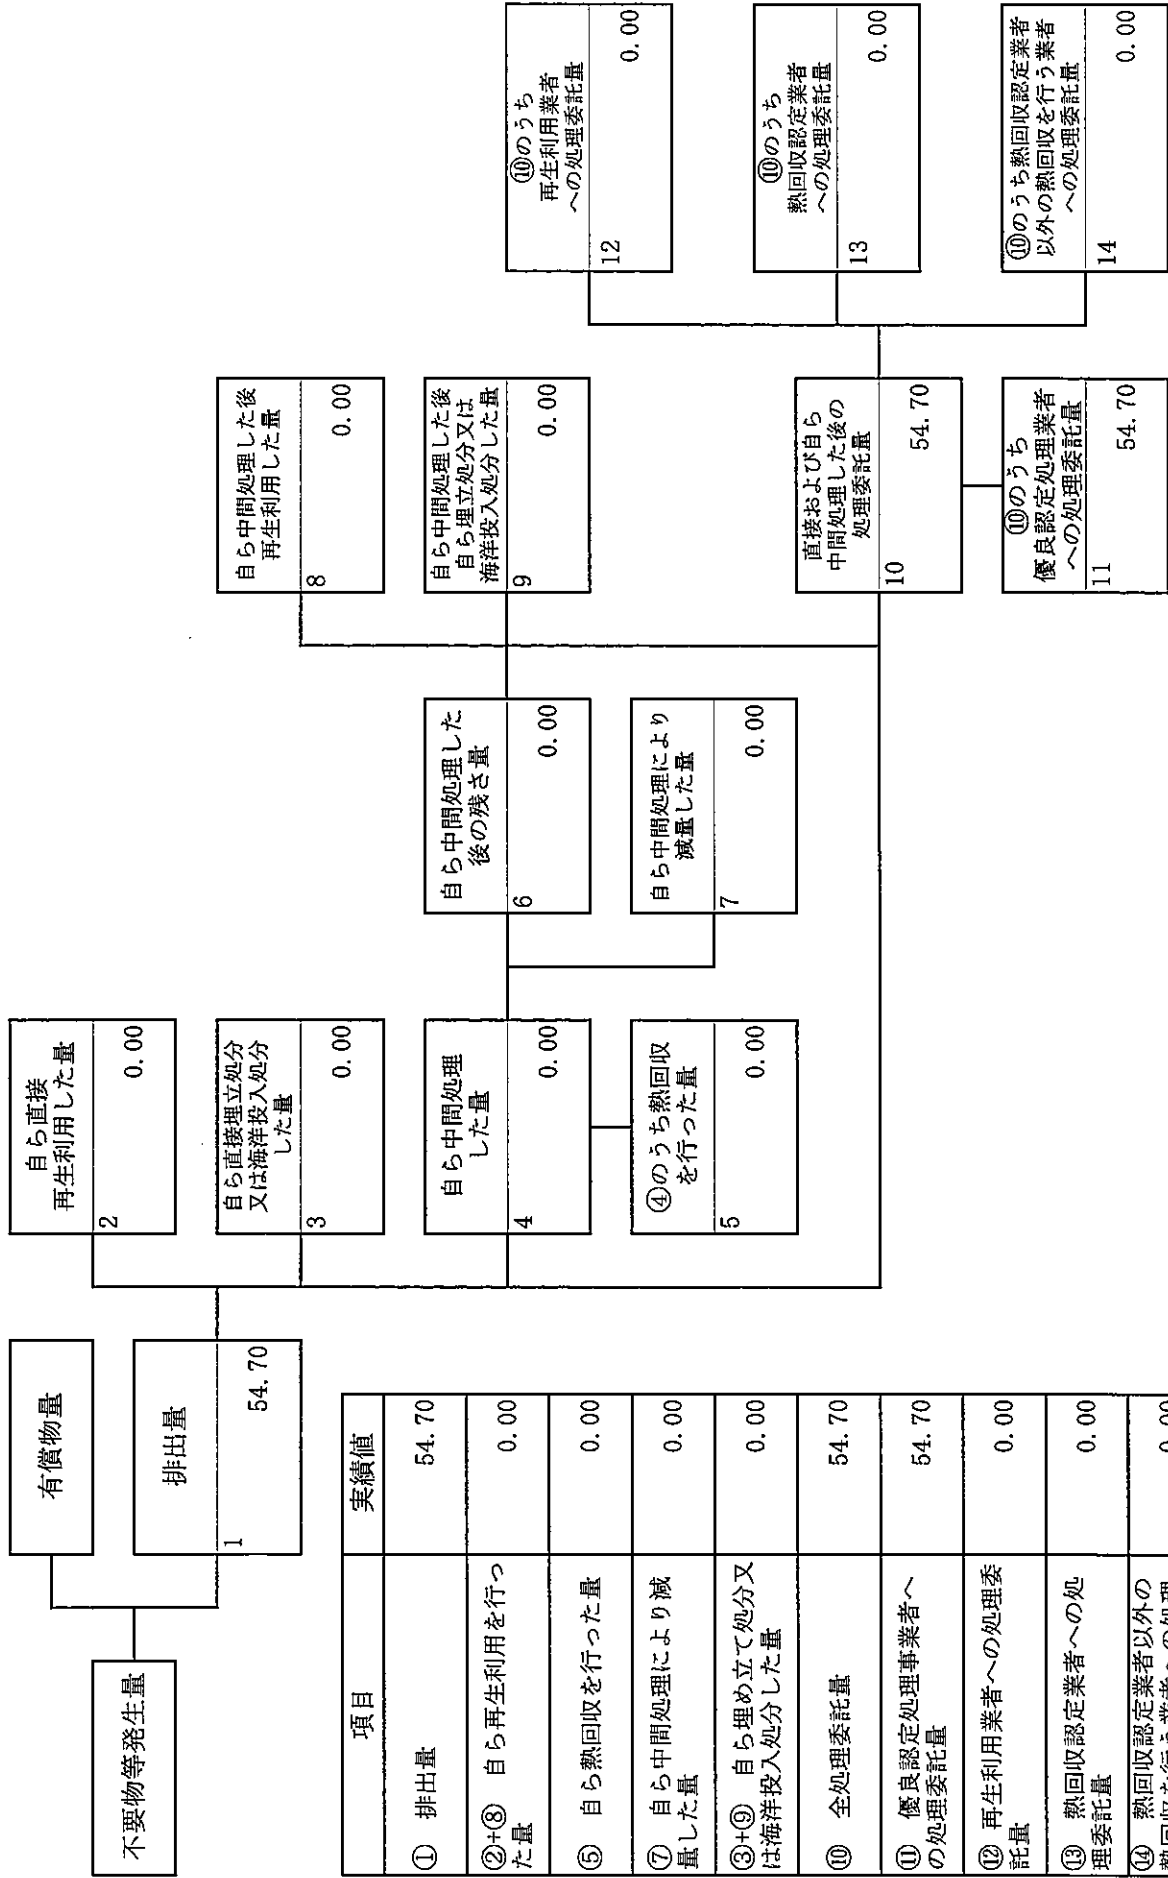 不要物等発生量
有償物量
排出量
1
54.70
自ら直接
再生利用した量
2
0.00
自ら直接埋立処分
又は海洋投入処分
した量
3
0.00
自ら中間処理
した量
4
0.00
④のうち熱回収
を行った量
5
0.00
自ら中間処理した
後の残さ量
6
0.00
自ら中間処理により
減量した量
7
0.00
自ら中間処理した後
再生利用した量
8
0.00
自ら中間処理した後
自ら埋立処分又は
海洋投入処分した量
9
0.00
直接および自ら
中間処理した後の
処理委託量
10
54.70
⑩のうち
優良認定処理業者
への処理委託量
11
54.70
⑩のうち
再生利用業者
への処理委託量
12
0.00
⑩のうち
熱回収認定業者
への処理委託量
13
0.00
⑩のうち熱回収認定業者
以外の熱回収を行う業者
への処理委託量
14
0.00
項目 実績値
① 排出量 54.70
②+⑧ 自ら再生利用を行っ
た量 0.00
⑤ 自ら熱回収を行った量 0.00
⑦ 自ら中間処理により減
量した量 0.00
③+⑨ 自ら埋め立て処分又
は海洋投入処分した量 0.00
⑩ 全処理委託量 54.70
⑪ 優良認定処理事業者へ
の処理委託量 54.70
⑫ 再生利用業者への処理委
託量 0.00
⑬ 熱回収認定業者への処
理委託量 0.00
⑭ 熱回収認定業者以外の
熱回収を行う業者への処理 0.00